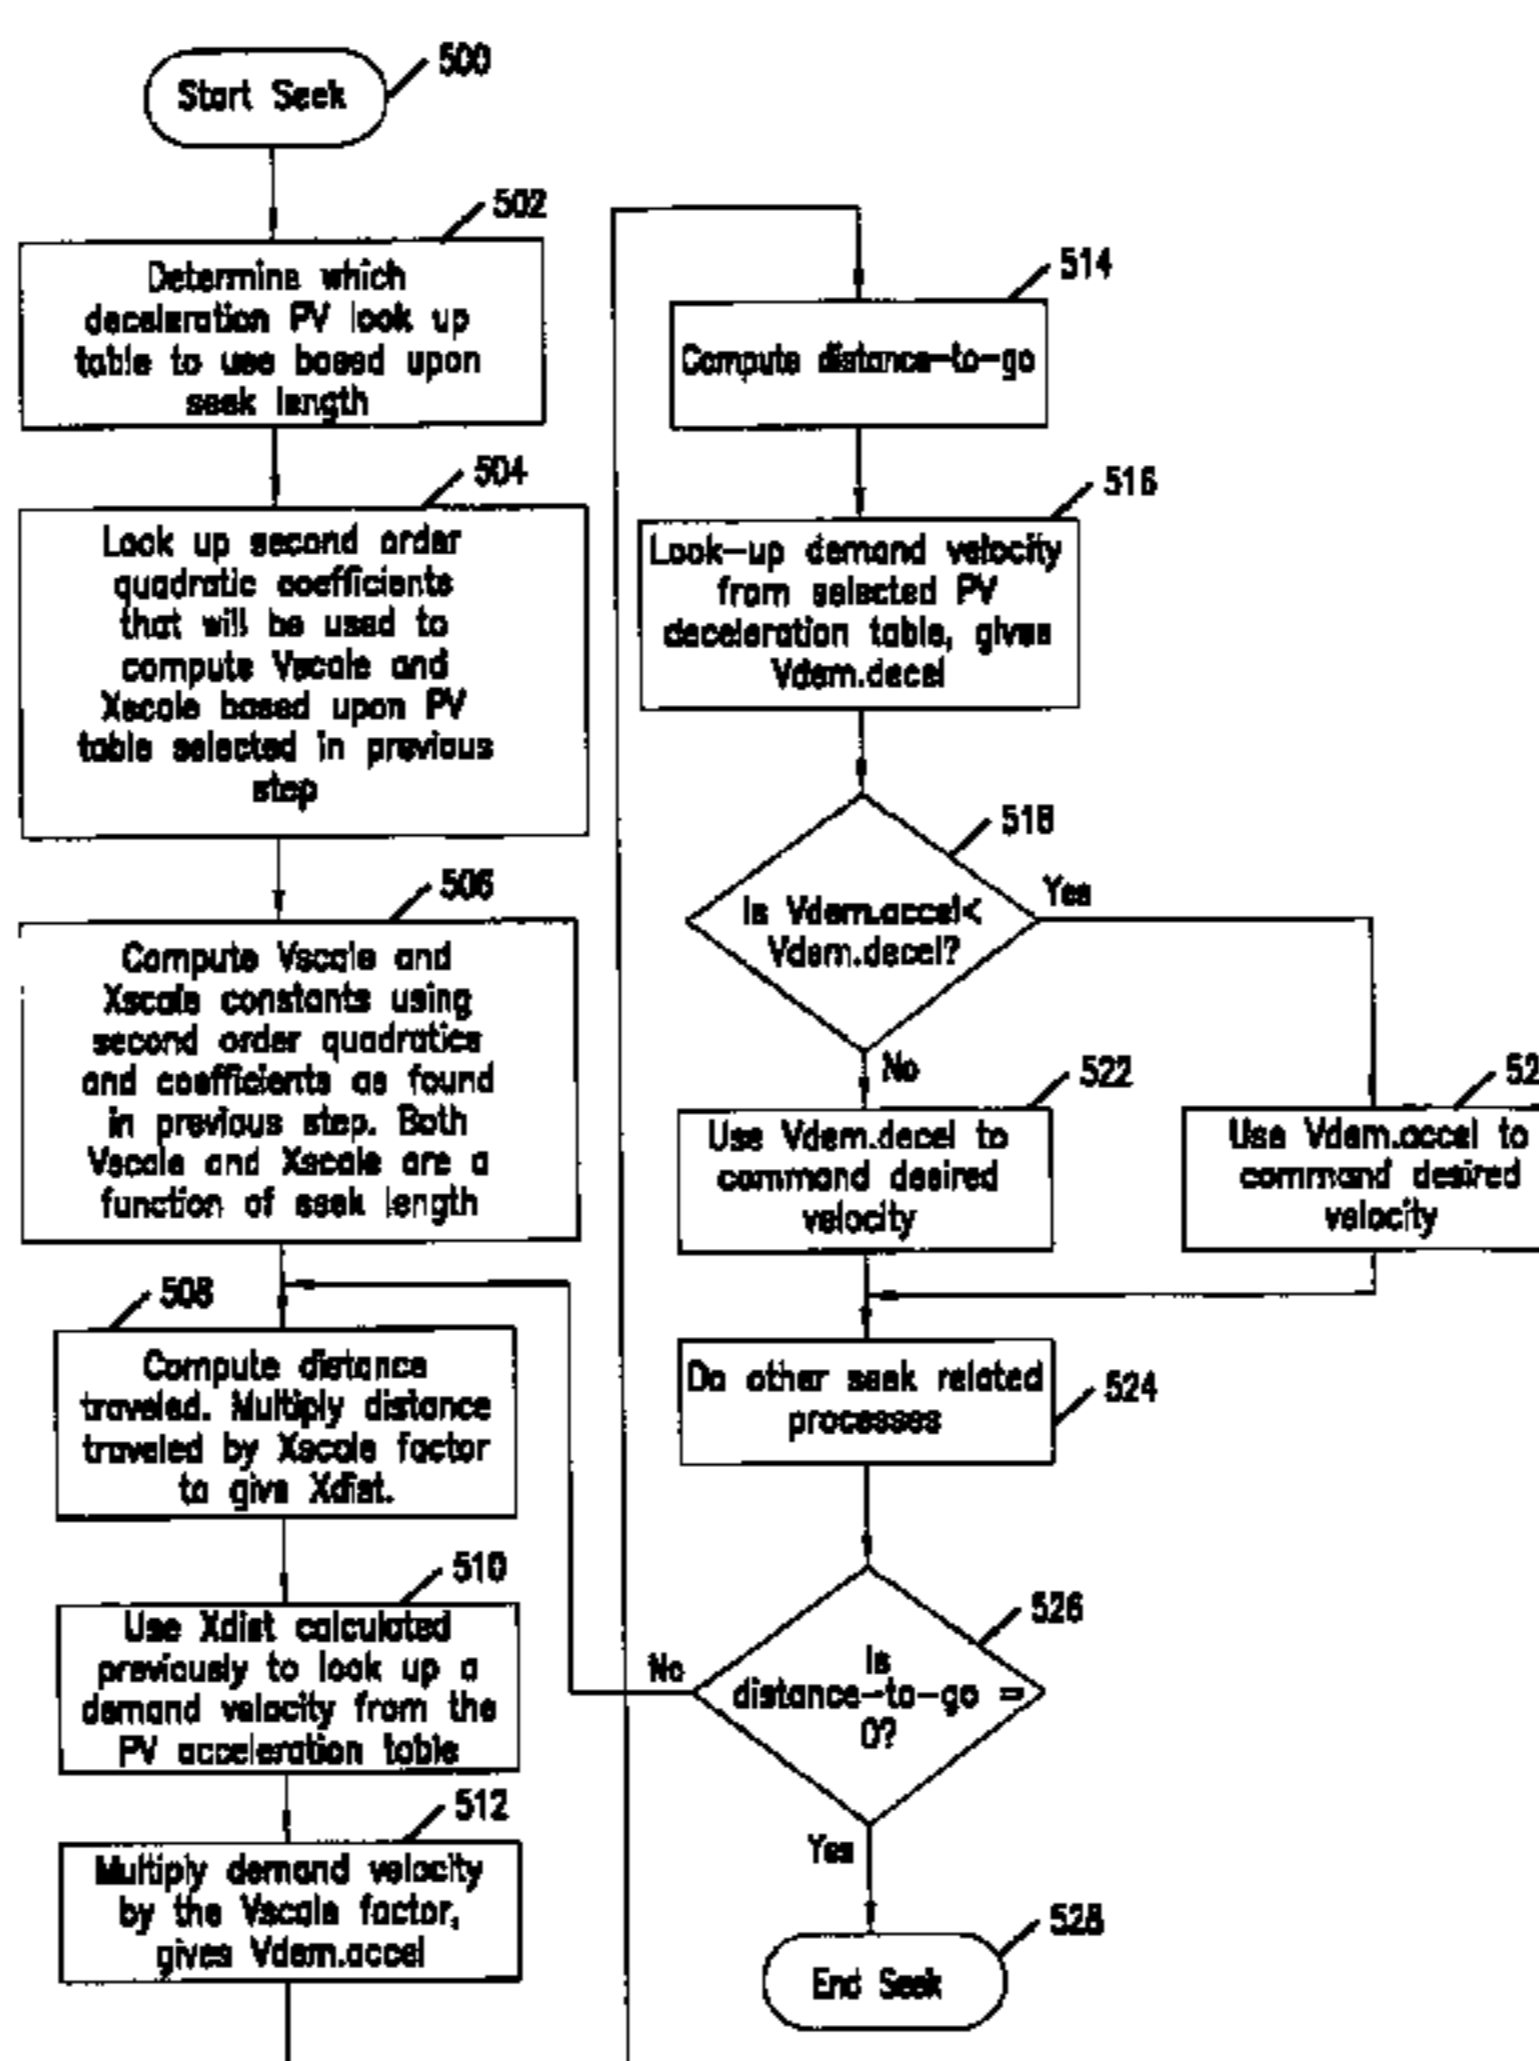 500
Start Seek
502
Determine which
deceleration PV look up
table to use based upon
seek length
504
Look up second order
quadratic coefficients
that will be used to
compute Vscale and
Xscale based upon PV
table selected in previous
step
506
Compute Vscale and
Xscale constants using
second order quadratics
and coefficients as found
in previous step. Both
Vscale and Xscale are a
function of seek length
508
Compute distance
traveled. Multiply distance
traveled by Xscale factor
to give Xdist.
510
Use Xdist calculated
previously to look up a
demand velocity from the
PV acceleration table
512
Multiply demand velocity
by the Vscale factor,
gives Vdem.accel
514
Compute distance-to-go
516
Look-up demand velocity
from selected PV
deceleration table, gives
Vdem.decel
518
Is Vdem.accel<
Vdem.decel?
Yes
No
522
Use Vdem.decel to
command desired
velocity
52
Use Vdem.accel to
command desired
velocity
Do other seek related
processes
524
526
Is
distance-to-go =
0?
No
Yes
528
End Seek